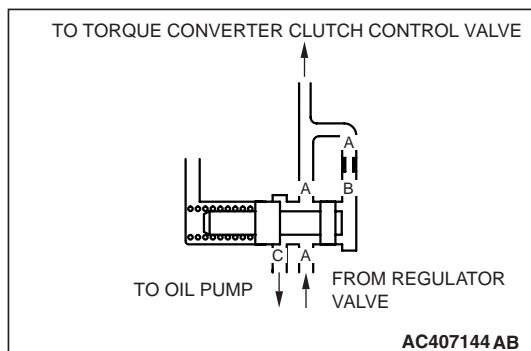 TO TORQUE CONVERTER CLUTCH CONTROL VALVE
A
A
B
C
A
TO OIL PUMP
FROM REGULATOR
VALVE
AC407144 AB